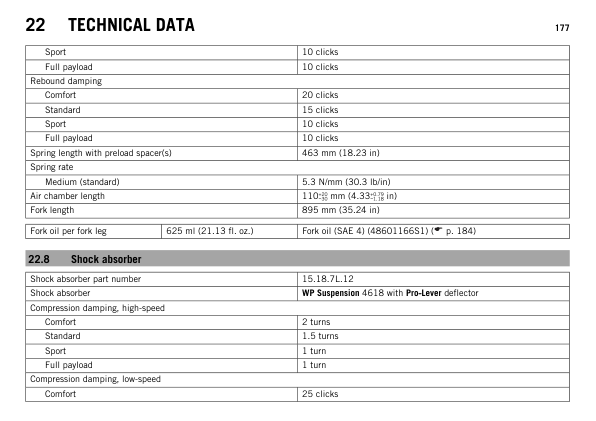 22 TECHNICAL DATA 177
Sport 10 clicks
Full payload 10 clicks
Rebound damping
Comfort 20 clicks
Standard 15 clicks
Sport 10 clicks
Full payload 10 clicks
Spring length with preload spacer(s) 463 mm (18.23 in)
Spring rate
Medium (standard) 5.3 N/mm (30.3 lb/in)
Air chamber length 110 mm (4.33 in)
Fork length 895 mm (35.24 in)
Fork oil per fork leg 625 ml (21.13 fl. oz.) Fork oil (SAE 4) (48601166S1) (☛ p. 184)
22.8 Shock absorber
Shock absorber part number 15.18.7L.12
Shock absorber WP Suspension 4618 with Pro-Lever deflector
Compression damping, high-speed
Comfort 2 turns
Standard 1.5 turns
Sport 1 turn
Full payload 1 turn
Compression damping, low-speed
Comfort 25 clicks